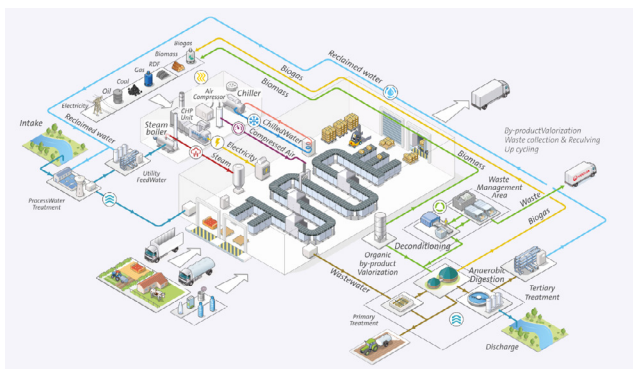 Biogas
Biomass
RDF
Gas
Coal
Oil
Electricity
Air
Compressor
Chiller
CHP
Unit
Steam
boiler
Intake
Reclaimed water
Utility
FeedWater
ProcessWater
Treatment
Steam
Electricity
Compressed Air
ChilledWater
Biogas
Biomass
Reclaimed water
By-productValorization
Waste collection & Reculving
Up cycling
Biomass
Waste
Management
Area
Waste
Biogas
Deconditioning
Organic
by-product
Valorization
Wastewater
Anaerobic
Digestion
Tertiary
Treatment
Primary
Treatment
Discharge